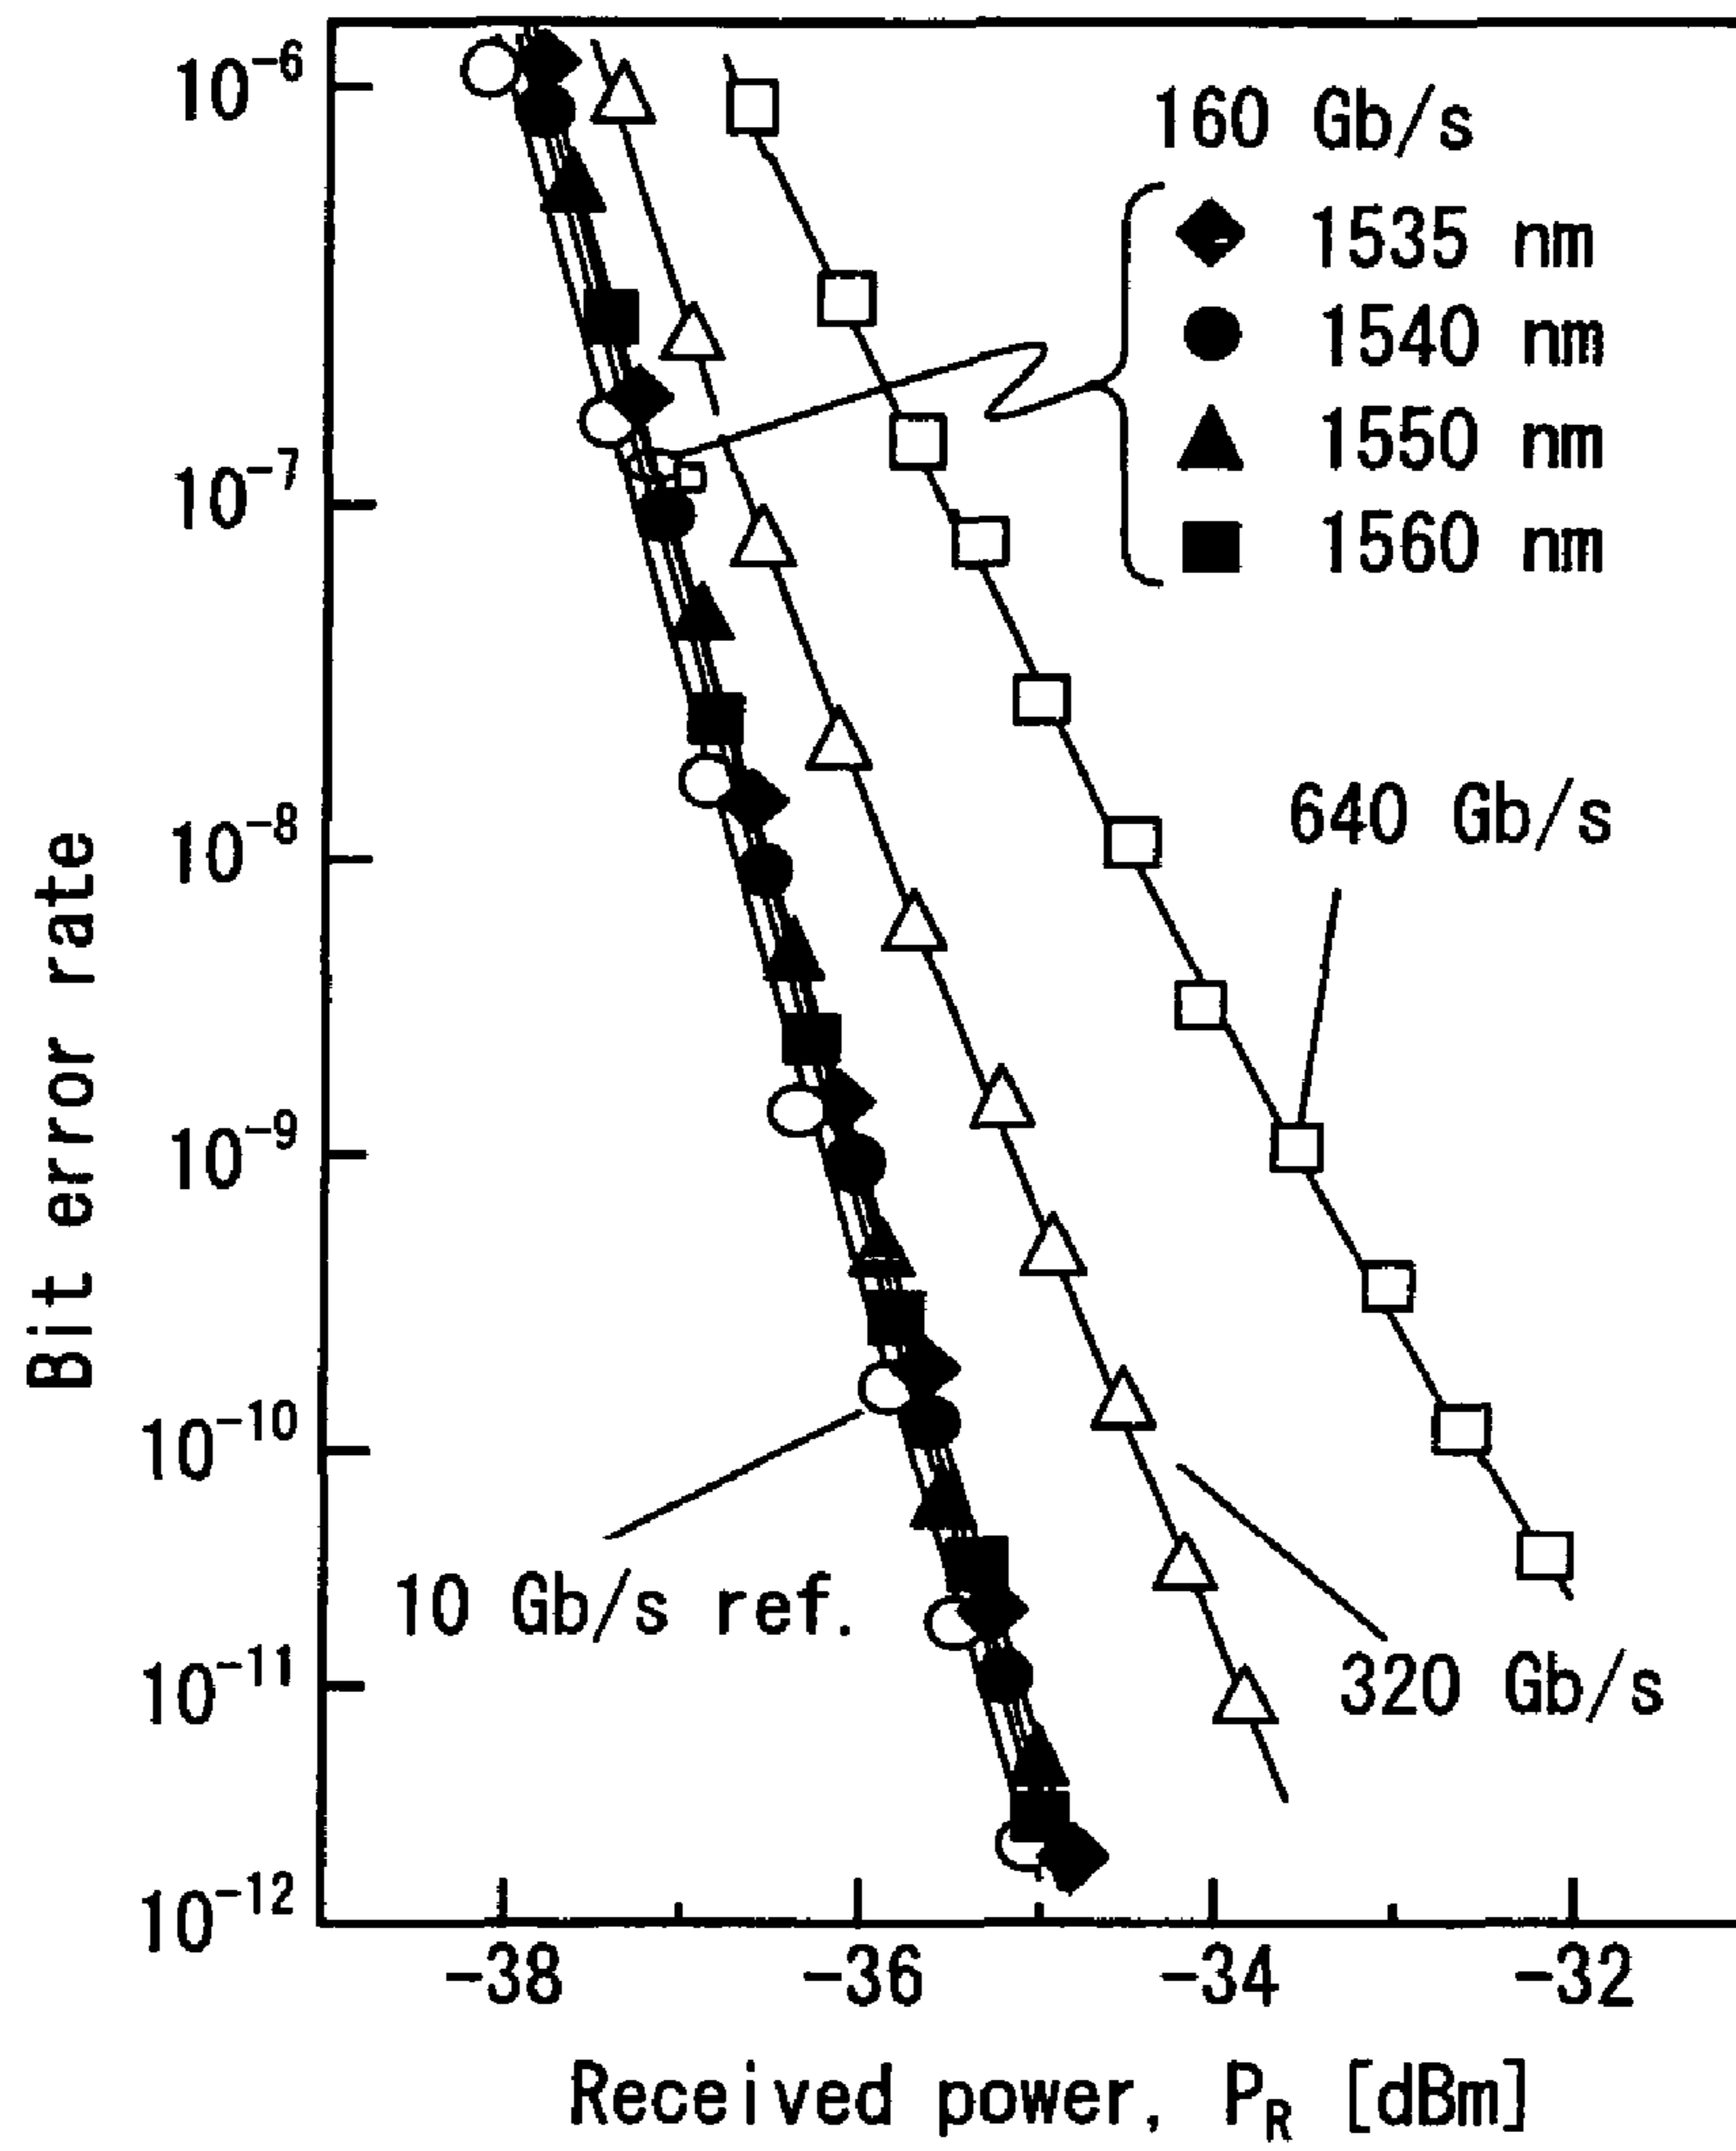 10−6
160 Gb/s
1535 nm
1540 nm
10−7
1550 nm
1560 nm
10−8
640 Gb/s
Bit error rate
10−9
10−10
10 Gb/s ref.
10−11
320 Gb/s
10−12
−38 −36 −34 −32
Received power, PR [dBm]